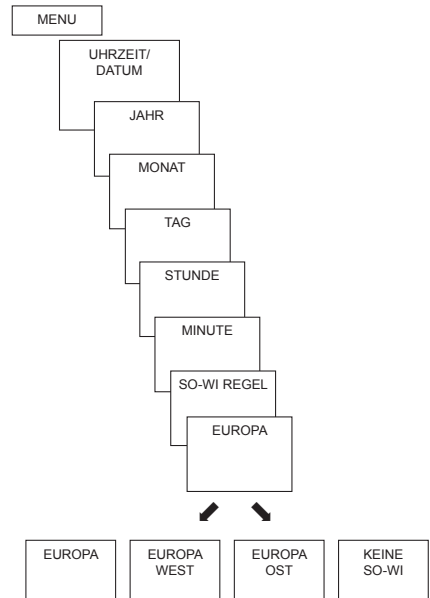 MENU
UHRZEIT/
DATUM
JAHR
MONAT
TAG
STUNDE
MINUTE
SO-WI REGEL
EUROPA
EUROPA
EUROPA
WEST
EUROPA
OST
KEINE
SO-WI